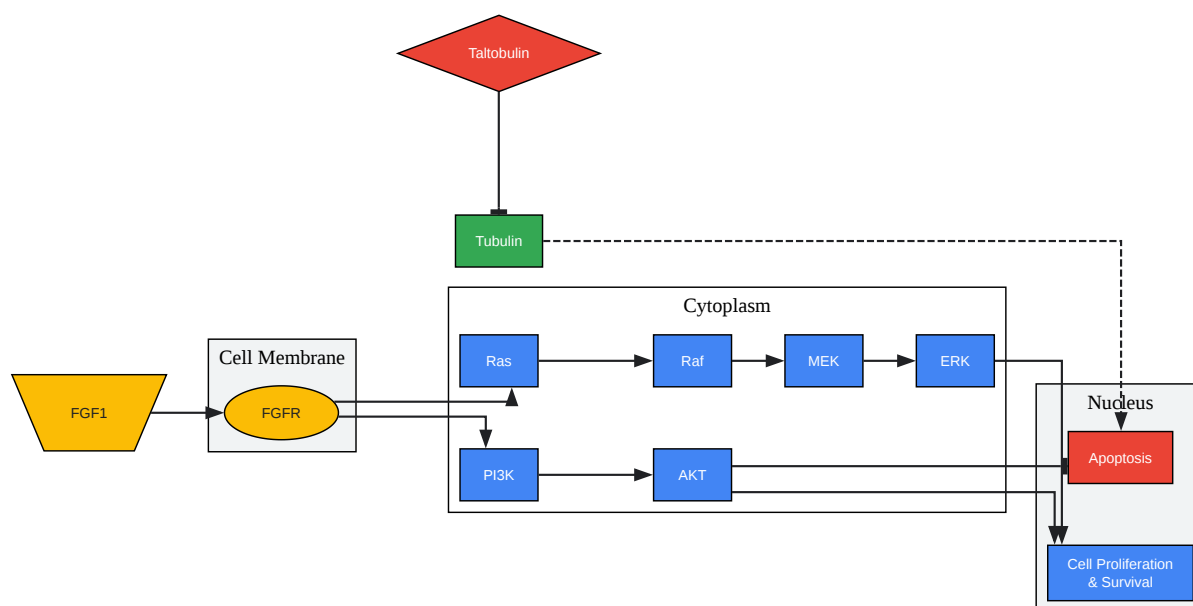 Taltobulin
Tubulin
Cytoplasm
Cell Membrane
Ras
Raf
MEK
ERK
FGF1
FGFR
Nucleus
PI3K
AKT
Apoptosis
Cell Proliferation
& Survival